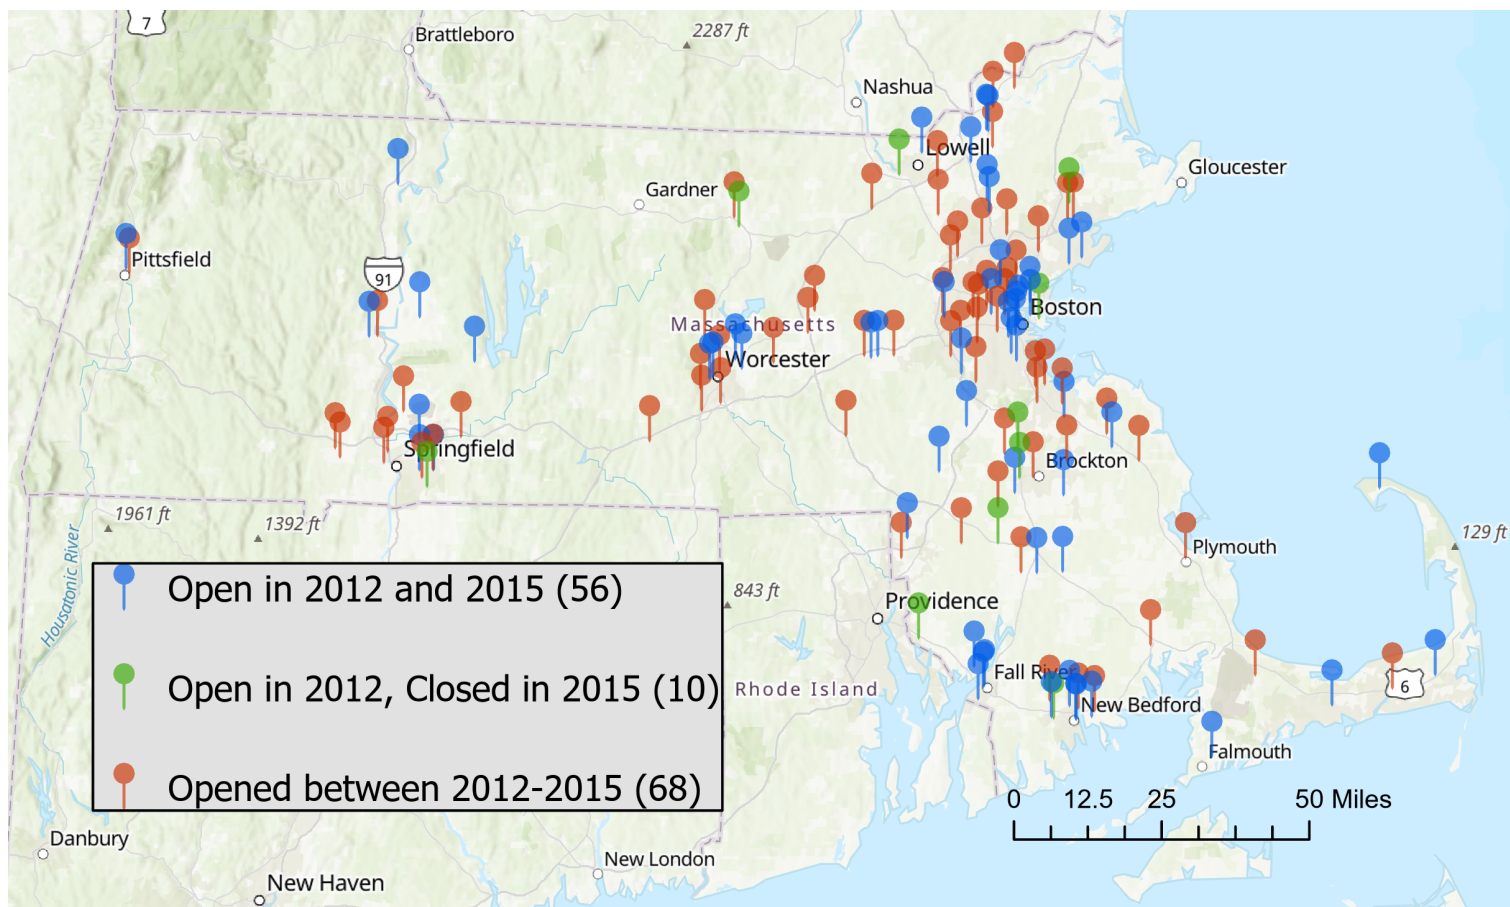 7
Brattleboro
2287 ft
Nashua
Lowell
Gloucester
Gardner
Pittsfield
91
Boston
Massachusetts
Worcester
Springfield
Brockton
1961 ft
1392 ft
129 ft
Plymouth
Housatonic River
Open in 2012 and 2015 (56)
843 ft
Providence
Open in 2012, Closed in 2015 (10)
Rhode Island
Fall River
6
New Bedford
Falmouth
Opened between 2012-2015 (68)
0 12.5 25 50 Miles
Danbury
New London
New Haven